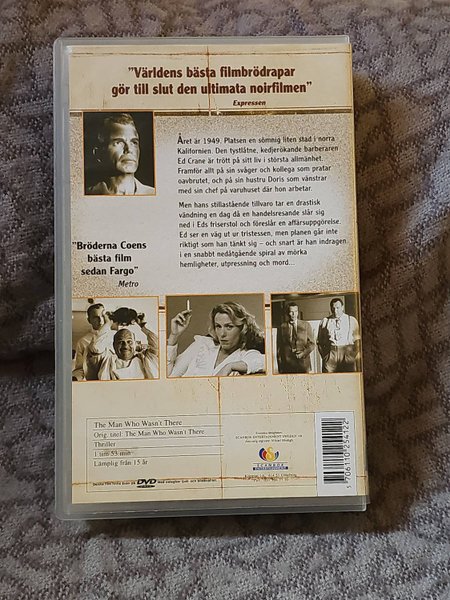 "Världens bästa filmbrödrapar
gör till slut den ultimata noirfilmen"
Expressen
Året är 1949. Platsen en sömnig liten stad i norra
Kalifornien. Den tystlåtne, kedjerökande barberaren
Ed Crane är trött på sitt liv i största allmänhet.
Framför allt på sin svåger och kollega som pratar
oavbrutet, och på sin hustru Doris som vänstrar
med sin chef på varuhuset där hon arbetar.
Men hans stillastående tillvaro tar en drastisk
vändning en dag då en handelsresande slår sig
ned i Eds frisérstol och föreslår en affärsuppgörelse.
Ed ser en väg ut ur tristessen, men planen går inte
riktigt som han tänkt sig – och snart är han indragen
i en snabbt nedåtgående spiral av mörka
hemligheter, utpressning och mord...
"Bröderna Coens
bästa film
sedan Fargo"
Metro
The Man Who Wasn't There
Orig. titel: The Man Who Wasn't There
Thriller
1 tim 53 min
Lämplig från 15 år
DVD
SCANBOX
ENTERTAINMENT
5706110254722